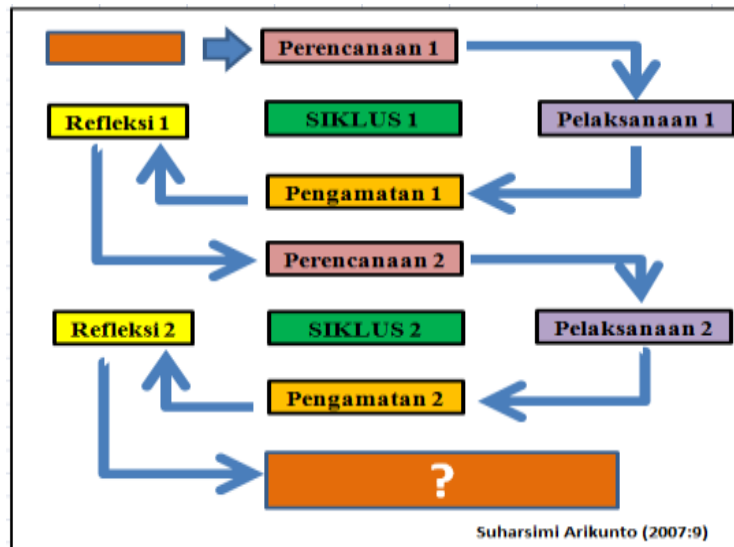 Perencanaan 1
Refleksi 1
SIKLUS 1
Pelaksanaan 1
Pengamatan 1
Perencanaan 2
Refleksi 2
SIKLUS 2
Pelaksanaan 2
Pengamatan 2
?
Suharsimi Arikunto (2007:9)